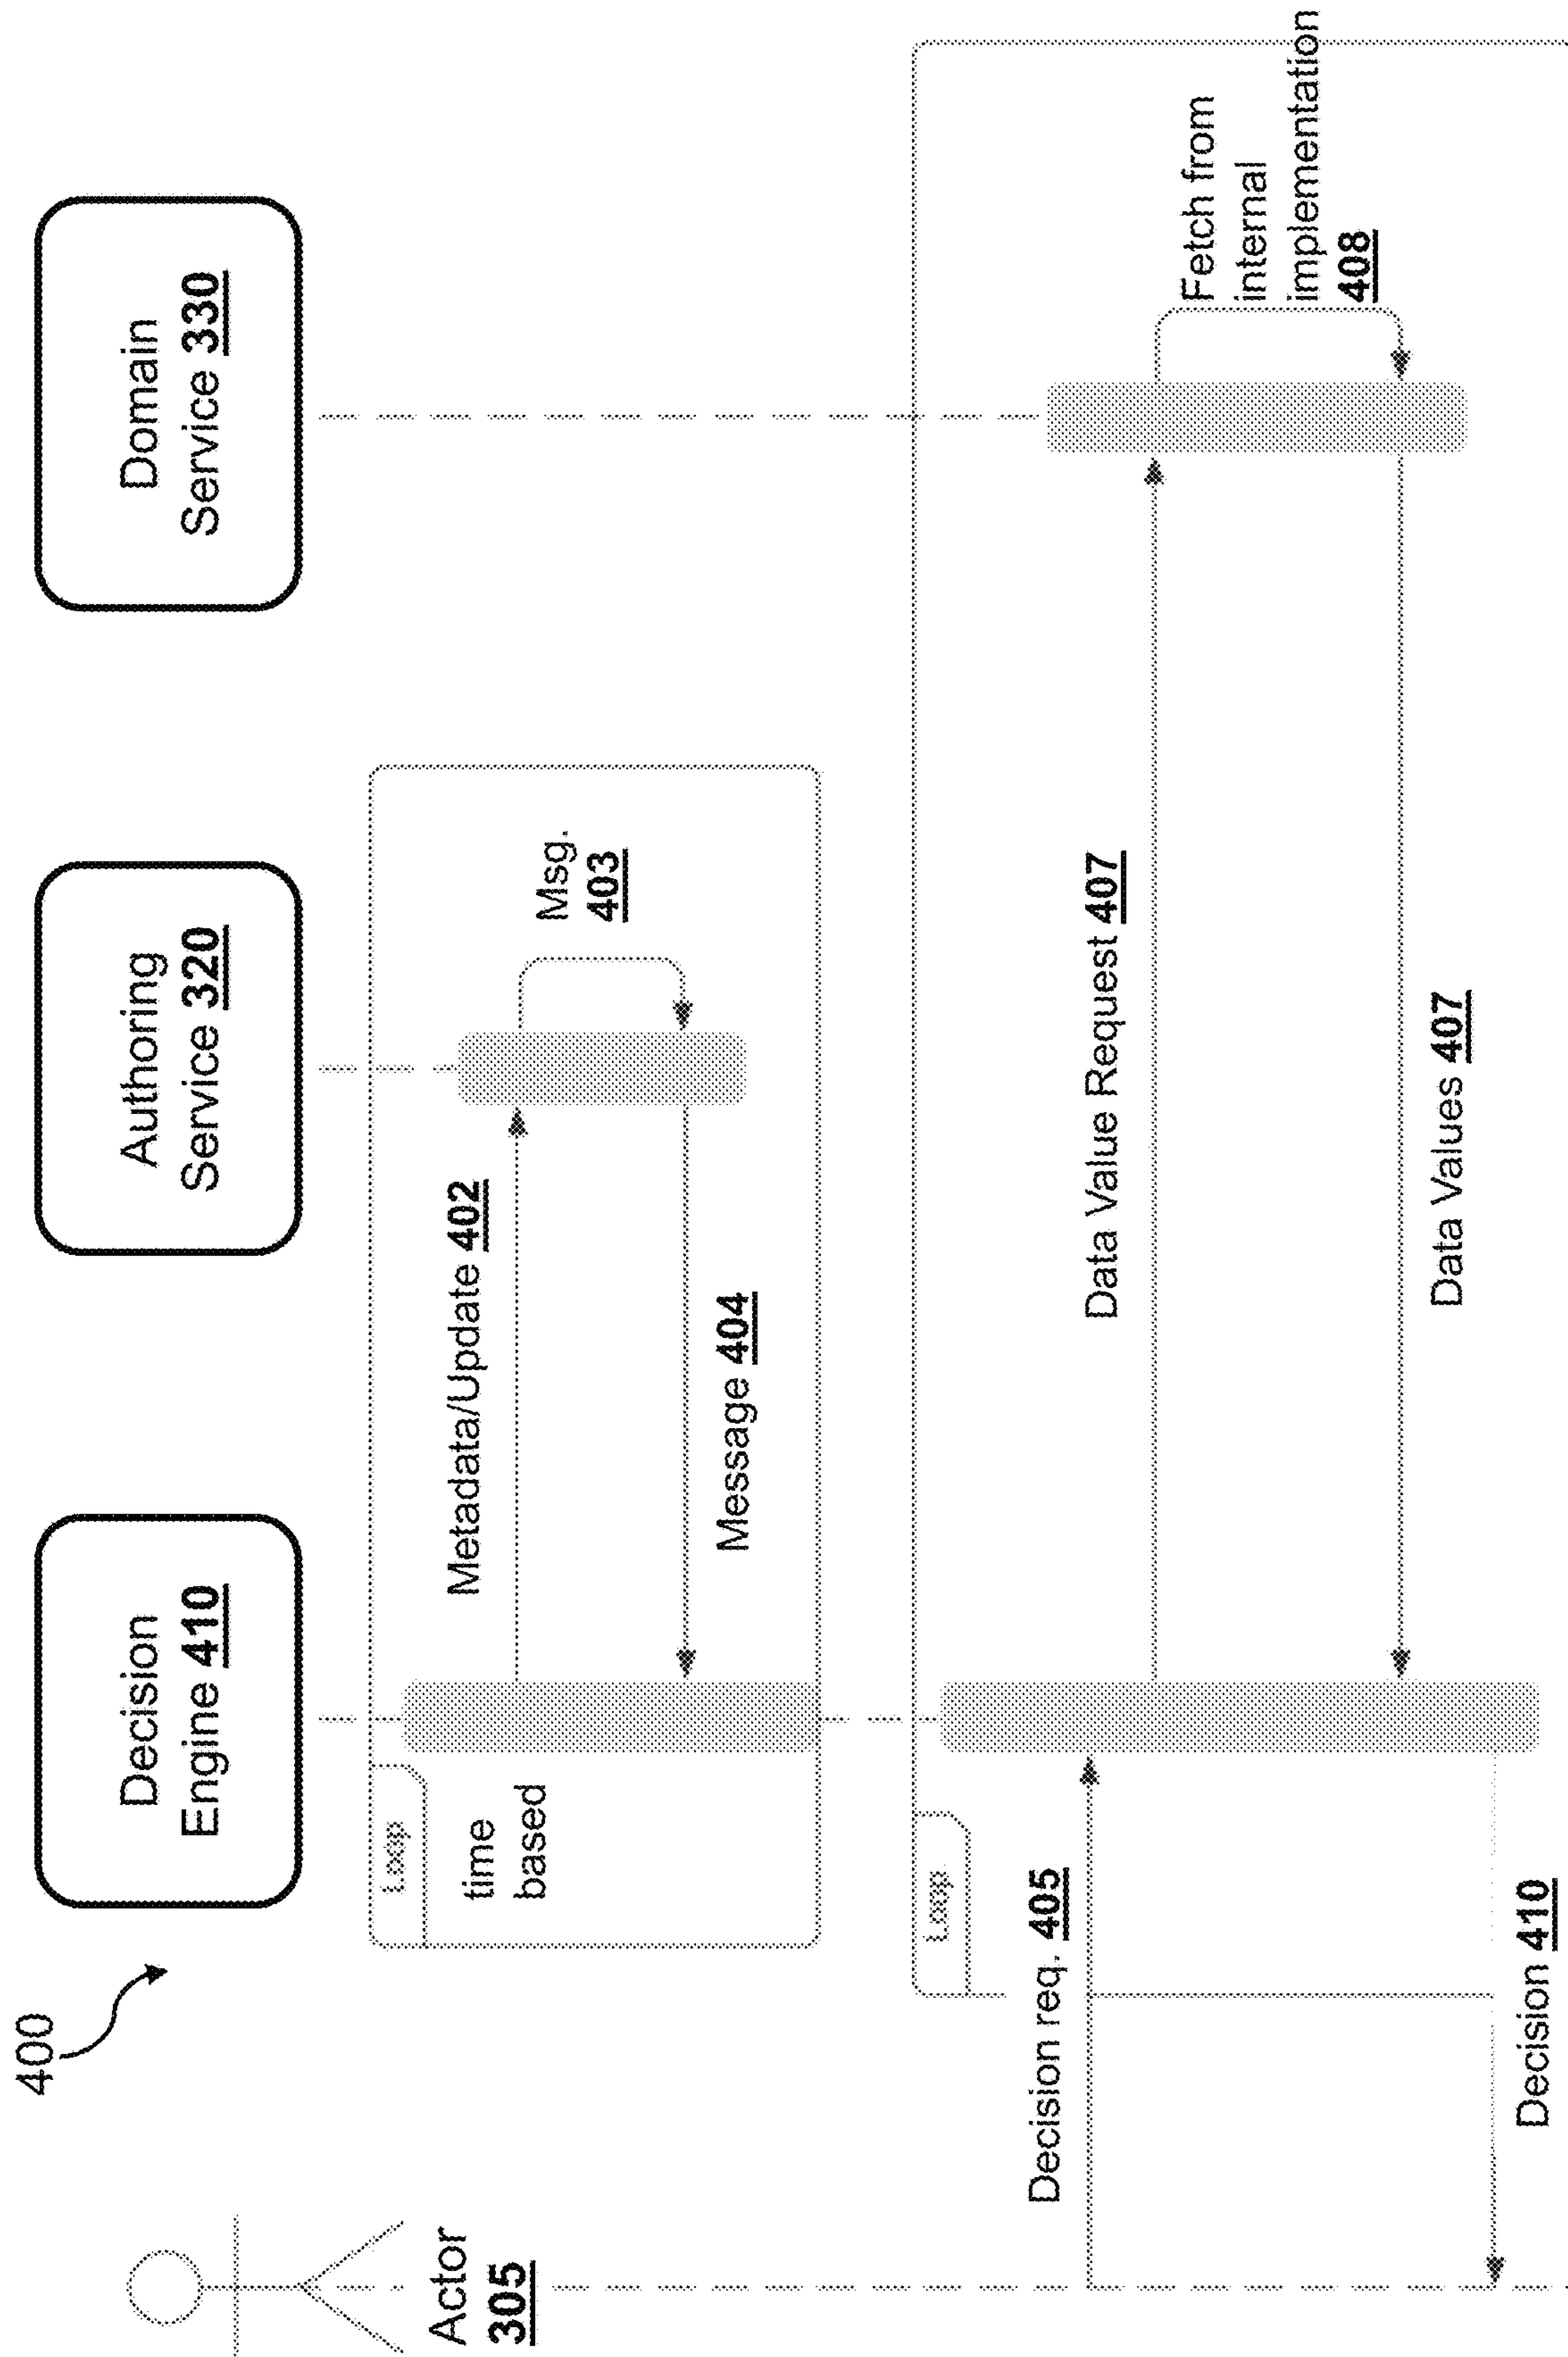 400
Actor
305
Decision
Engine 410
Authoring
Service 320
Domain
Service 330
Loop
time
based
Metadata/Update 402
Msg.
403
Message 404
Loop
Decision req. 405
Data Value Request 407
Fetch from
internal
implementation
408
Data Values 407
Decision 410